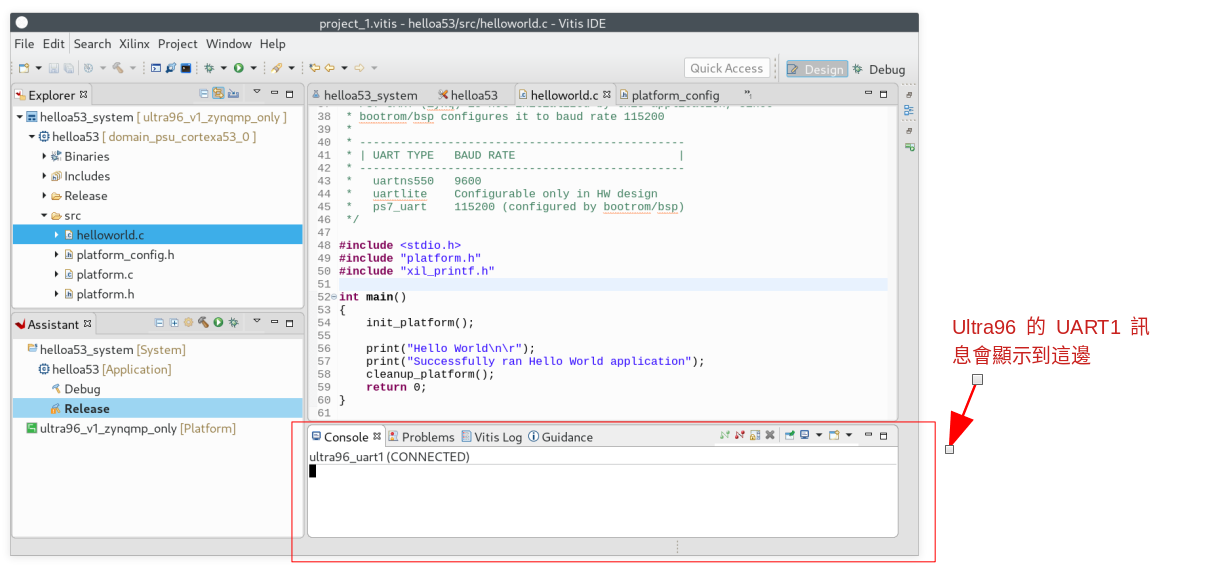 project_1.vitis - helloa53/src/helloworld.c - Vitis IDE
File Edit Search Xilinx Project Window Help
Quick Access
Design
Debug
Explorer
helloa53_system [ ultra96_v1_zynqmp_only ]
helloa53 [ domain_psu_cortexa53_0 ]
Binaries
Includes
Release
src
helloworld.c
platform_config.h
platform.c
platform.h
Assistant
helloa53_system [System]
helloa53 [Application]
Debug
Release
ultra96_v1_zynqmp_only [Platform]
helloa53_system helloa53 helloworld.c platform_config
38 * bootrom/bsp configures it to baud rate 115200
39 *
40 * ------------------------------------------------
41 * | UART TYPE BAUD RATE |
42 * ------------------------------------------------
43 * uartns550 9600
44 * uartlite Configurable only in HW design
45 * ps7_uart 115200 (configured by bootrom/bsp)
46 */
47
48 #include <stdio.h>
49 #include "platform.h"
50 #include "xil_printf.h"
51
52 int main()
53 {
54 init_platform();
55
56 print("Hello World\n\r");
57 print("Successfully ran Hello World application");
58 cleanup_platform();
59 return 0;
60 }
61
Console Problems Vitis Log Guidance
ultra96_uart1 (CONNECTED)
Ultra96 的 UART1 訊
息會顯示到這邊